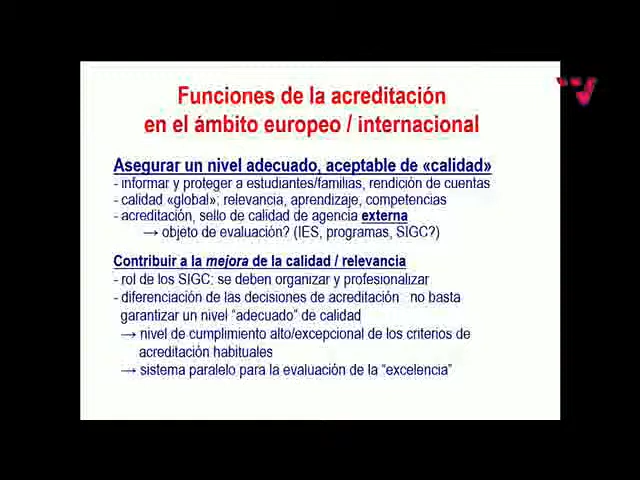 Funciones de la acreditación
en el ámbito europeo / internacional
Asegurar un nivel adecuado, aceptable de «calidad»
- informar y proteger a estudiantes/familias, rendición de cuentas
- calidad «global»: relevancia, aprendizaje, competencias
- acreditación, sello de calidad de agencia externa
→ objeto de evaluación? (IES, programas, SIGC?)
Contribuir a la mejora de la calidad / relevancia
- rol de los SIGC: se deben organizar y profesionalizar
- diferenciación de las decisiones de acreditación no basta
garantizar un nivel “adecuado” de calidad
→ nivel de cumplimiento alto/excepcional de los criterios de
acreditación habituales
→ sistema paralelo para la evaluación de la “excelencia”